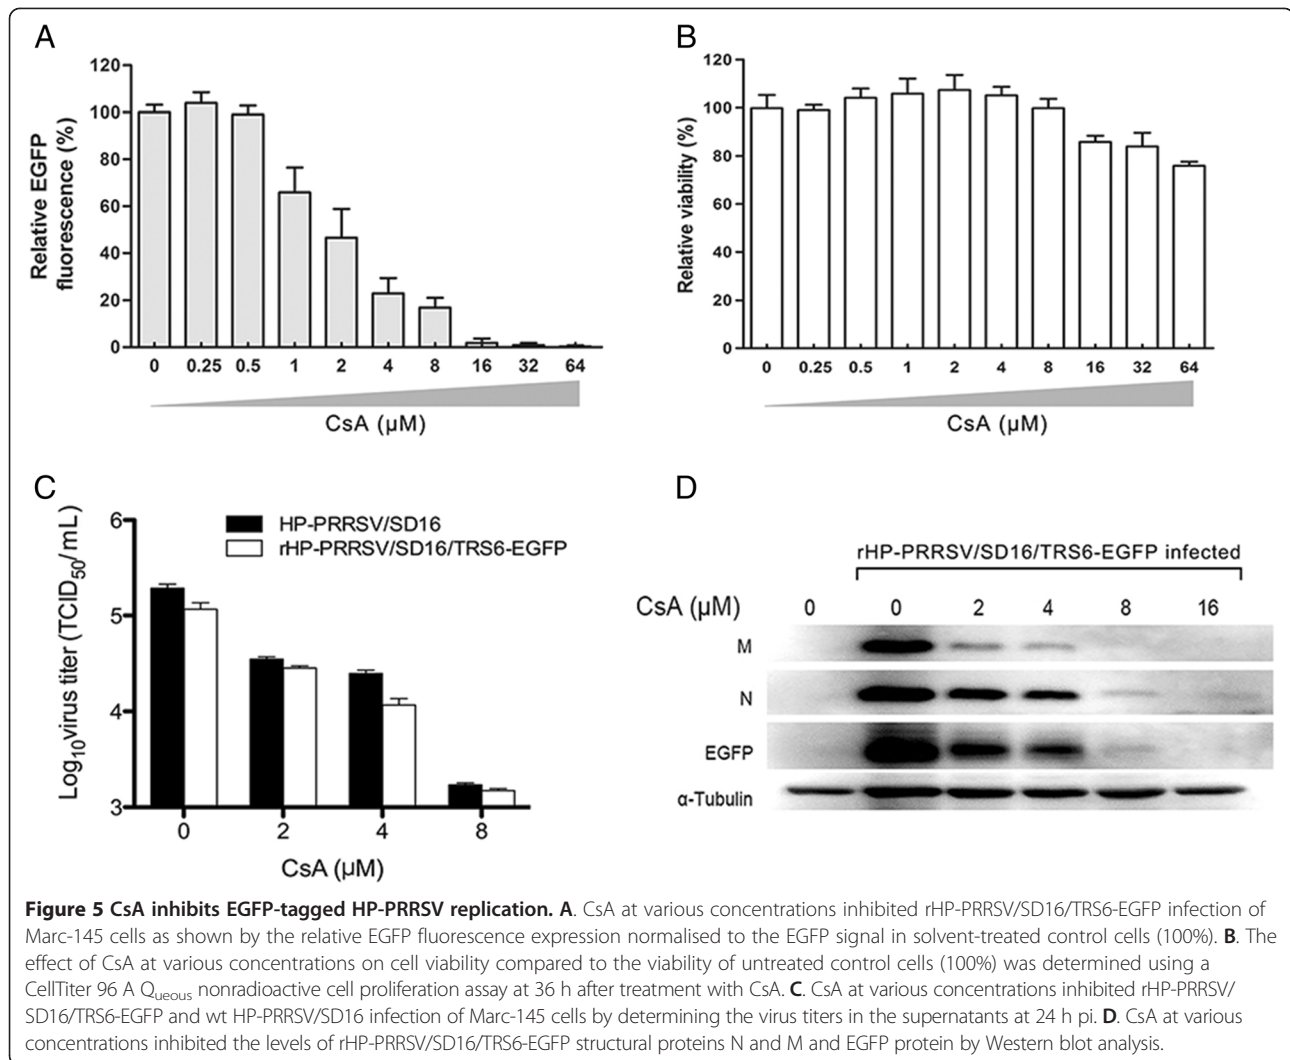 A
B
120
100
80
60
40
20
0
Relative EGFP
fluorescence (%)
0 0.25 0.5 1 2 4 8 16 32 64
CsA (µM)
120
100
80
60
40
20
0
Relative viability (%)
0 0.25 0.5 1 2 4 8 16 32 64
CsA (µM)
C
D
6
5
4
3
Log10virus titer (TCID50/mL)
HP-PRRSV/SD16
rHP-PRRSV/SD16/TRS6-EGFP
0 2 4 8
CsA (µM)
rHP-PRRSV/SD16/TRS6-EGFP infected
CsA (µM) 0 0 2 4 8 16
M
N
EGFP
α-Tubulin
Figure 5 CsA inhibits EGFP-tagged HP-PRRSV replication. A. CsA at various concentrations inhibited rHP-PRRSV/SD16/TRS6-EGFP infection of
Marc-145 cells as shown by the relative EGFP fluorescence expression normalised to the EGFP signal in solvent-treated control cells (100%). B. The
effect of CsA at various concentrations on cell viability compared to the viability of untreated control cells (100%) was determined using a
CellTiter 96 A Queous nonradioactive cell proliferation assay at 36 h after treatment with CsA. C. CsA at various concentrations inhibited rHP-PRRSV/
SD16/TRS6-EGFP and wt HP-PRRSV/SD16 infection of Marc-145 cells by determining the virus titers in the supernatants at 24 h pi. D. CsA at various
concentrations inhibited the levels of rHP-PRRSV/SD16/TRS6-EGFP structural proteins N and M and EGFP protein by Western blot analysis.